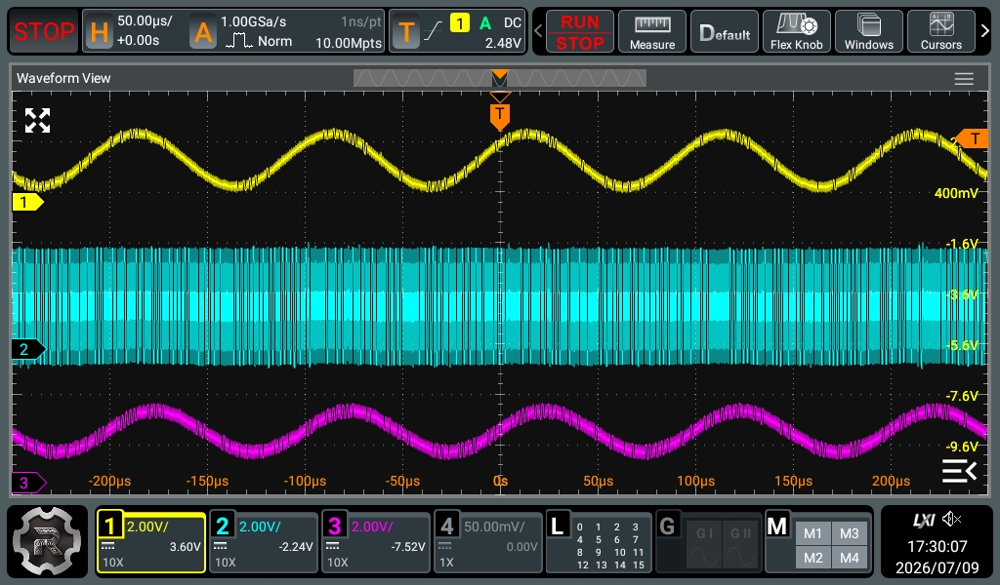 STOP H 50.00µs/ +0.00s A 1.00GSa/s Norm 1ns/pt 10.00Mpts T 1 A DC 2.48V RUN STOP Measure Default Flex Knob Windows Cursors
Waveform View
T
T
1
400mV
-1.6V
-3.6V
2
-5.6V
-7.6V
-9.6V
3
-200µs -150µs -100µs -50µs 0s 50µs 100µs 150µs 200µs
1 2.00V/ 3.60V 10X
2 2.00V/ -2.24V 10X
3 2.00V/ -7.52V 10X
4 50.00mV/ 0.00V 1X
L 0 1 2 3
4 5 6 7
8 9 10 11
12 13 14 15
G G I G II
M M1 M3
M2 M4
LXI
17:30:07
2026/07/09